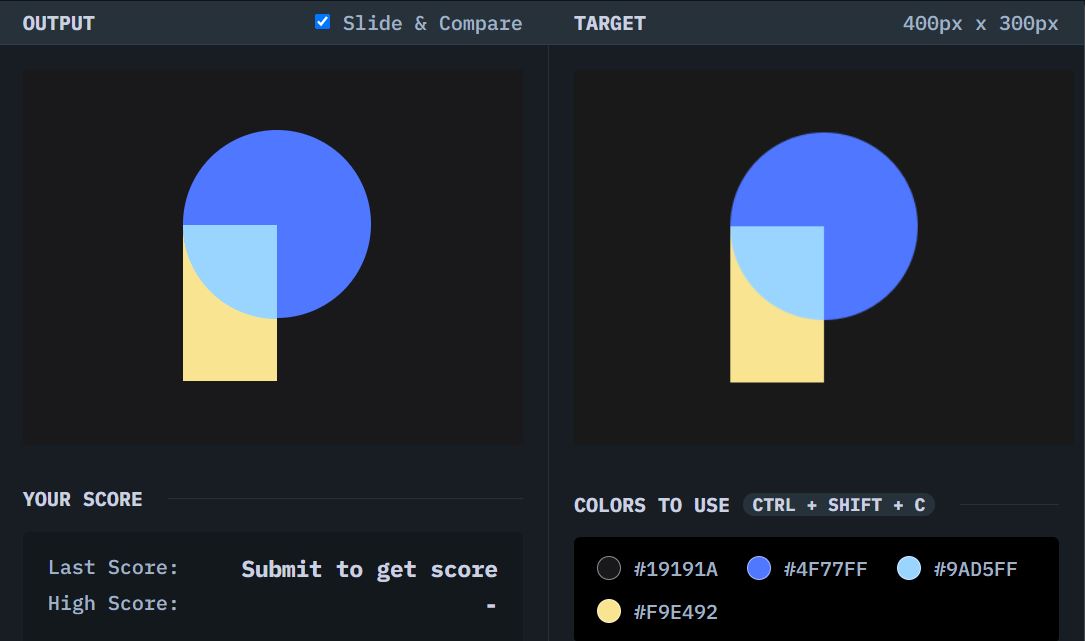 OUTPUT
Slide & Compare
TARGET
400px x 300px
YOUR SCORE
Last Score:
Submit to get score
High Score:
-
COLORS TO USE
CTRL + SHIFT + C
#19191A
#4F77FF
#9AD5FF
#F9E492